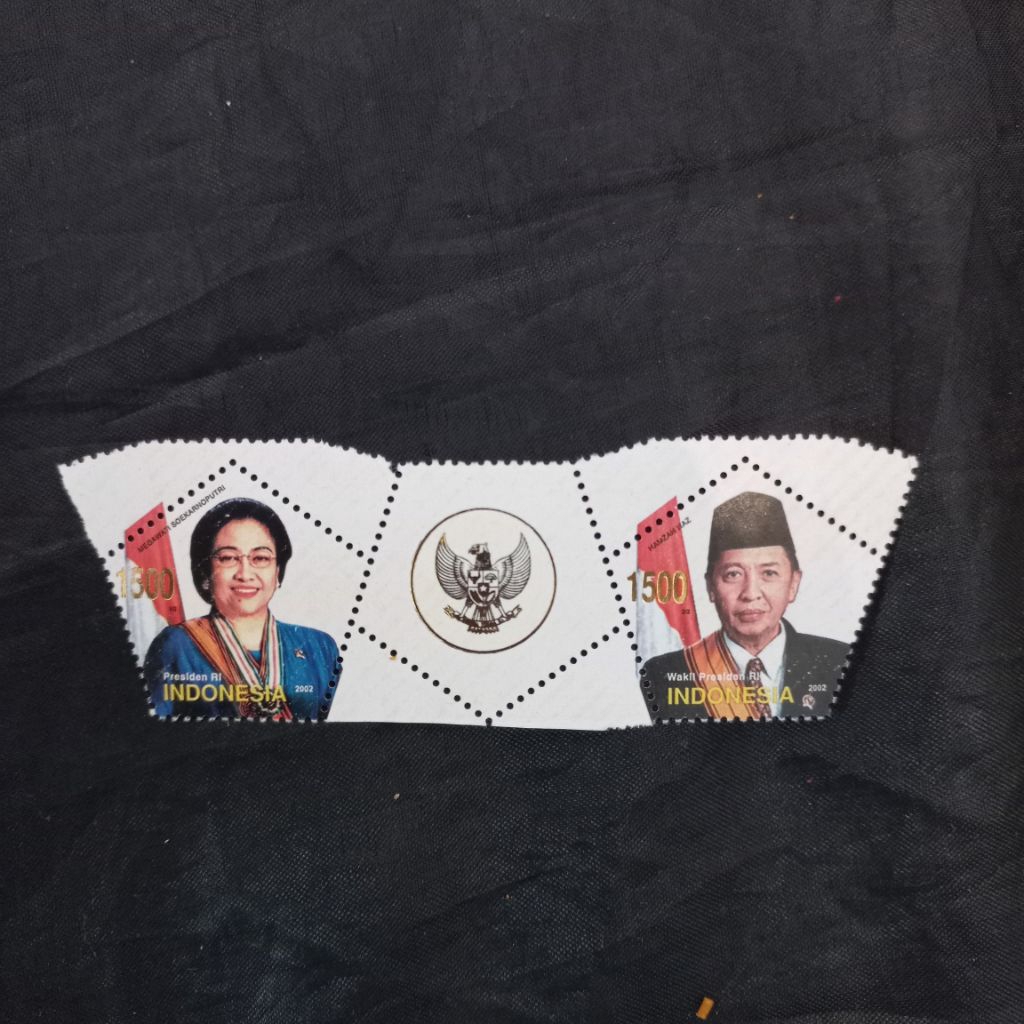 MEGAWATI SOEKARNOPUTRI
1500
Presiden RI
INDONESIA 2002
HAMZAH HAZ
1500
Wakil Presiden RI
INDONESIA 2002